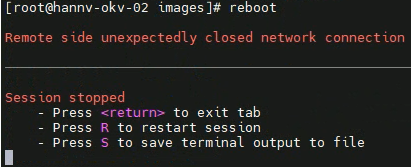 [root@hannv-okv-02 images]# reboot
Remote side unexpectedly closed network connection
Session stopped
- Press <return> to exit tab
- Press R to restart session
- Press S to save terminal output to file